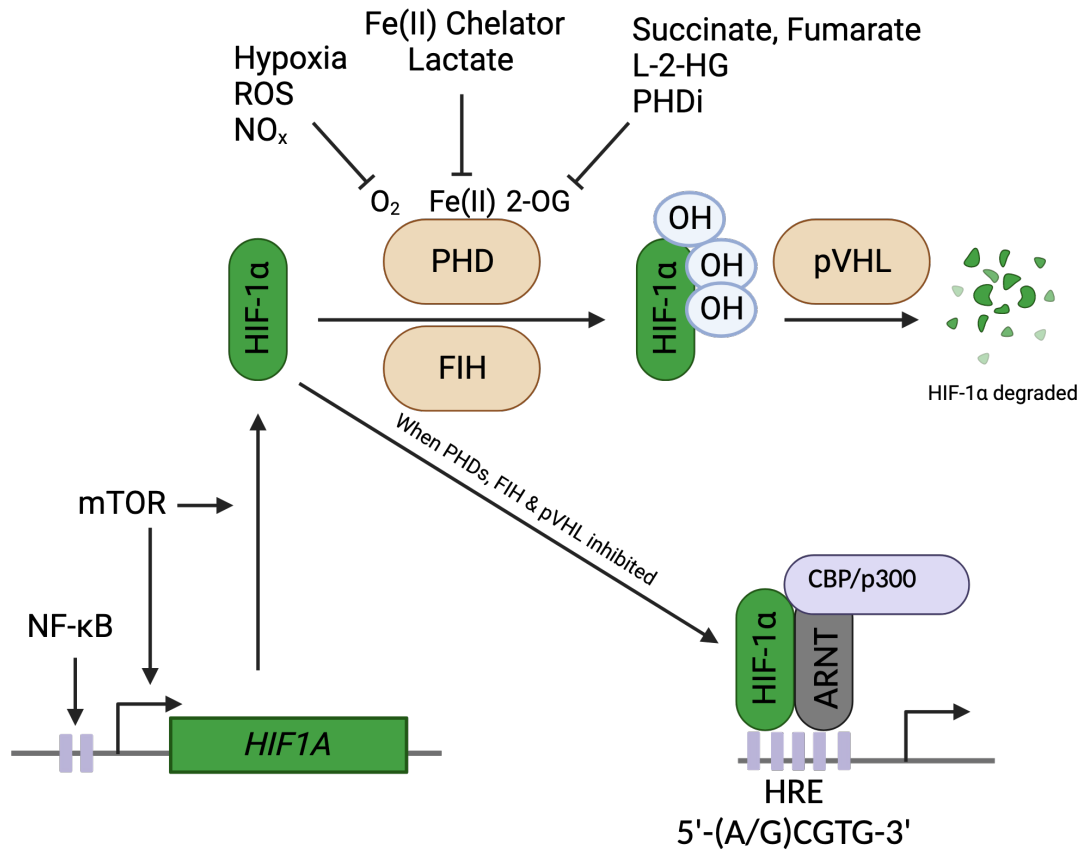 Fe(II) Chelator
Lactate
Hypoxia
ROS
NOₓ
Succinate, Fumarate
L-2-HG
PHDi
O₂
Fe(II)
2-OG
HIF-1α
PHD
FIH
HIF-1α
OH
OH
OH
pVHL
HIF-1α degraded
When PHDs, FIH & pVHL inhibited
mTOR
NF-κB
HIF1A
CBP/p300
HIF-1α
ARNT
HRE
5'-(A/G)CGTG-3'